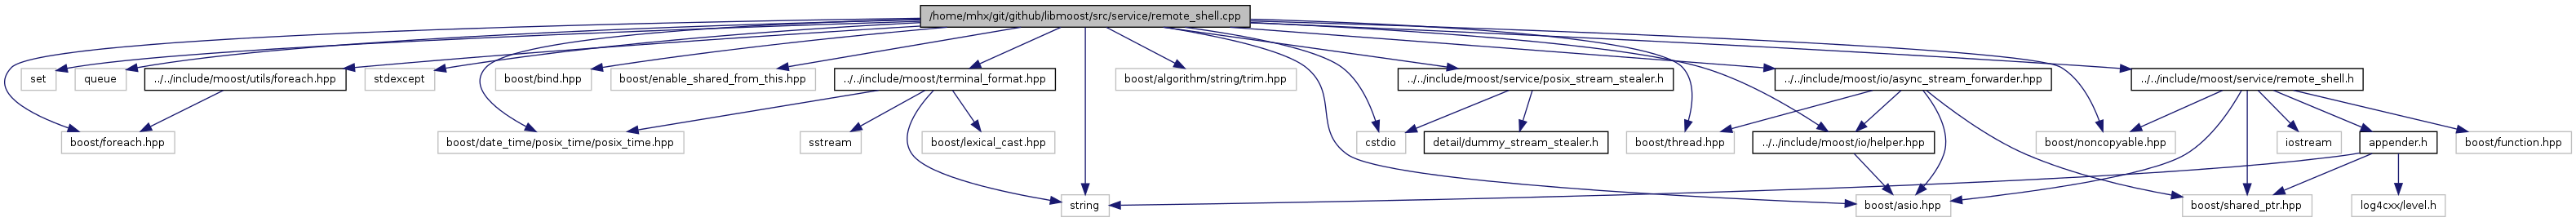 /home/mhx/git/github/libmoost/src/service/remote_shell.cpp
set
queue
../../include/moost/utils/foreach.hpp
stdexcept
boost/bind.hpp
boost/enable_shared_from_this.hpp
../../include/moost/terminal_format.hpp
boost/algorithm/string/trim.hpp
../../include/moost/service/posix_stream_stealer.h
../../include/moost/io/async_stream_forwarder.hpp
../../include/moost/service/remote_shell.h
boost/foreach.hpp
boost/date_time/posix_time/posix_time.hpp
sstream
boost/lexical_cast.hpp
cstdio
detail/dummy_stream_stealer.h
boost/thread.hpp
../../include/moost/io/helper.hpp
boost/noncopyable.hpp
iostream
appender.h
boost/function.hpp
string
boost/asio.hpp
boost/shared_ptr.hpp
log4cxx/level.h